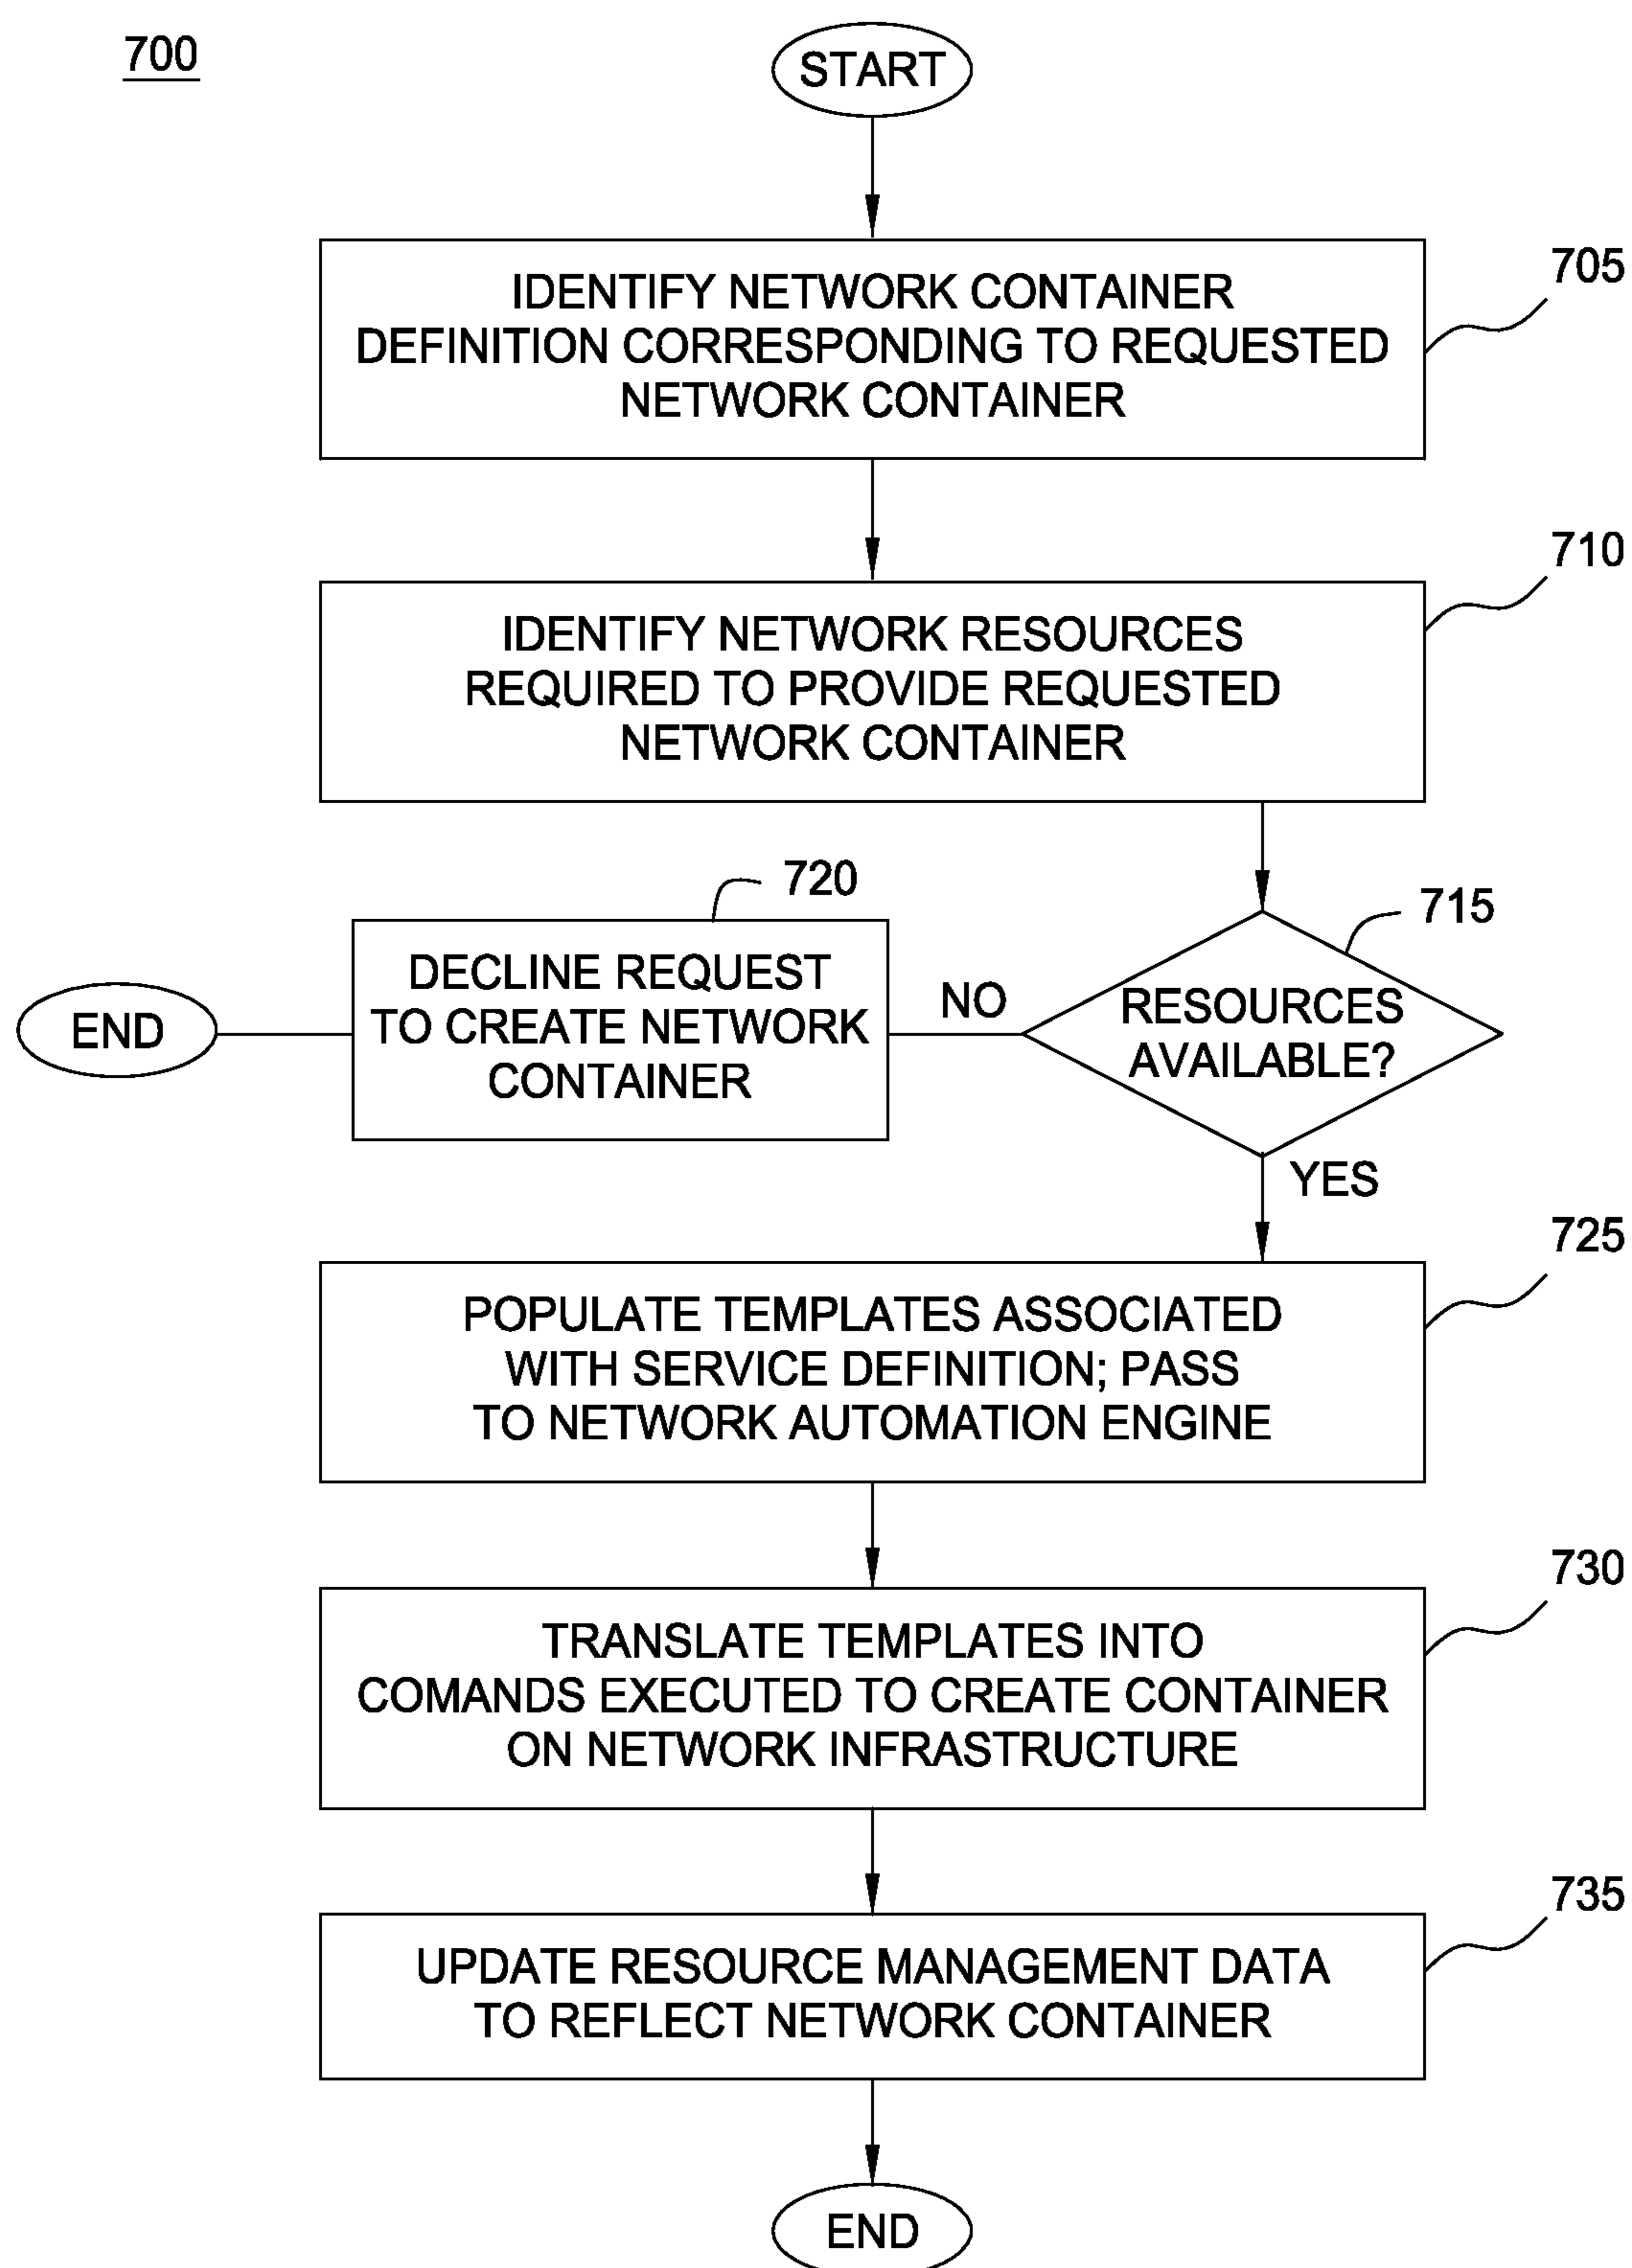 700
START
705
IDENTIFY NETWORK CONTAINER
DEFINITION CORRESPONDING TO REQUESTED
NETWORK CONTAINER
710
IDENTIFY NETWORK RESOURCES
REQUIRED TO PROVIDE REQUESTED
NETWORK CONTAINER
720
715
DECLINE REQUEST
TO CREATE NETWORK
CONTAINER
END
NO
RESOURCES
AVAILABLE?
YES
725
POPULATE TEMPLATES ASSOCIATED
WITH SERVICE DEFINITION; PASS
TO NETWORK AUTOMATION ENGINE
730
TRANSLATE TEMPLATES INTO
COMANDS EXECUTED TO CREATE CONTAINER
ON NETWORK INFRASTRUCTURE
735
UPDATE RESOURCE MANAGEMENT DATA
TO REFLECT NETWORK CONTAINER
END